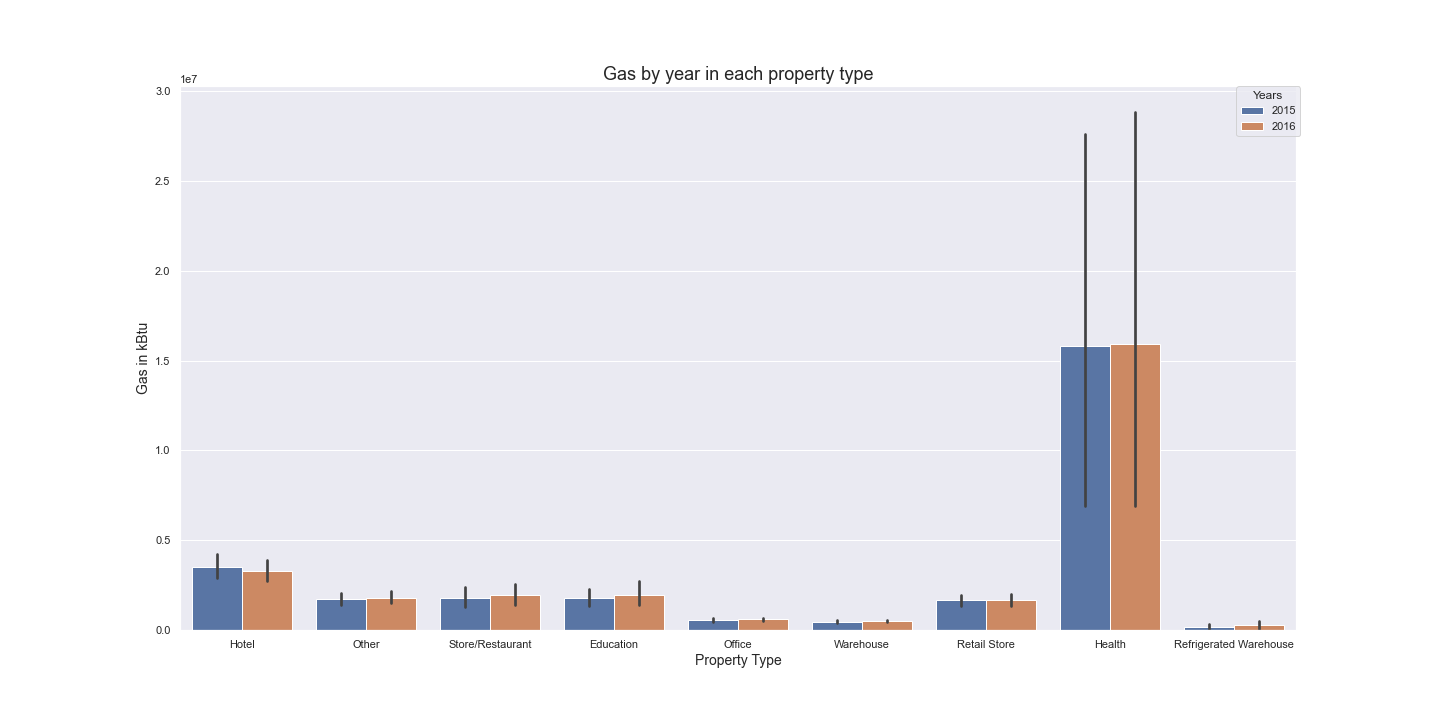 Gas by year in each property type
1e7
Years
2015
2016
3.0
2.5
2.0
1.5
1.0
0.5
0.0
Gas in kBtu
Hotel Other Store/Restaurant Education Office Warehouse Retail Store Health Refrigerated Warehouse
Property Type